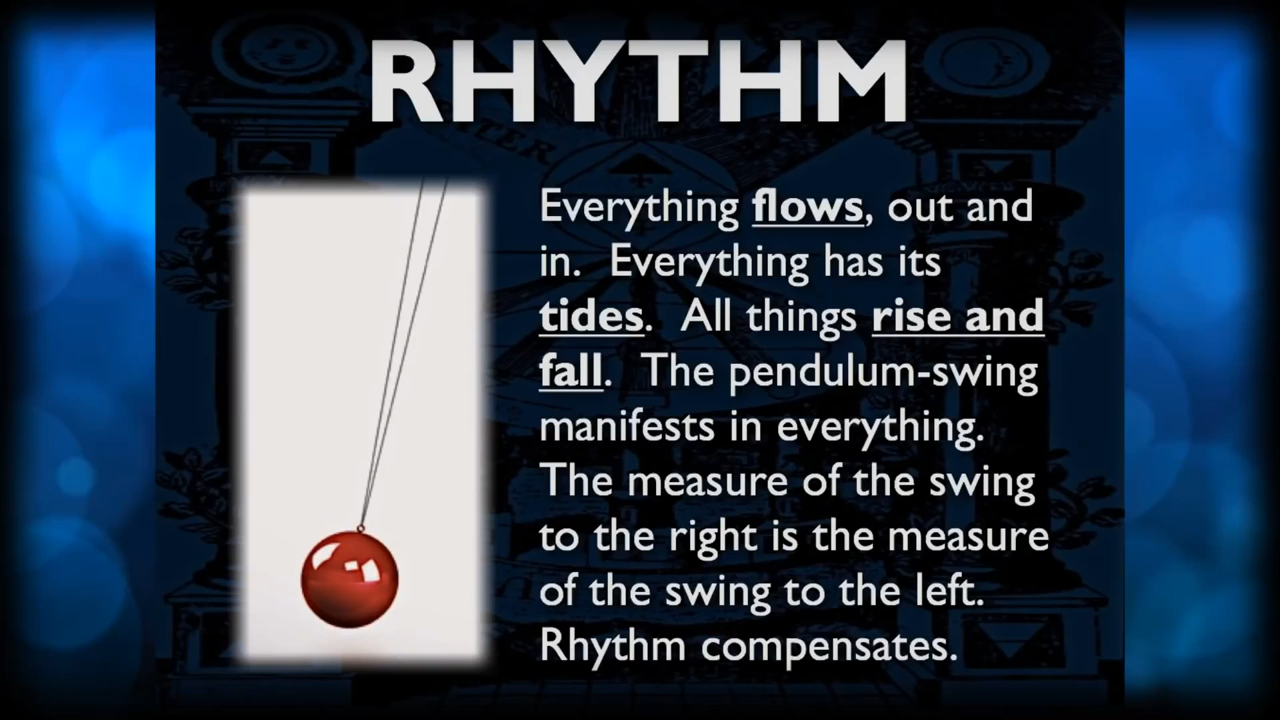 RHYTHM
Everything flows, out and
in. Everything has its
tides. All things rise and
fall. The pendulum-swing
manifests in everything.
The measure of the swing
to the right is the measure
of the swing to the left.
Rhythm compensates.